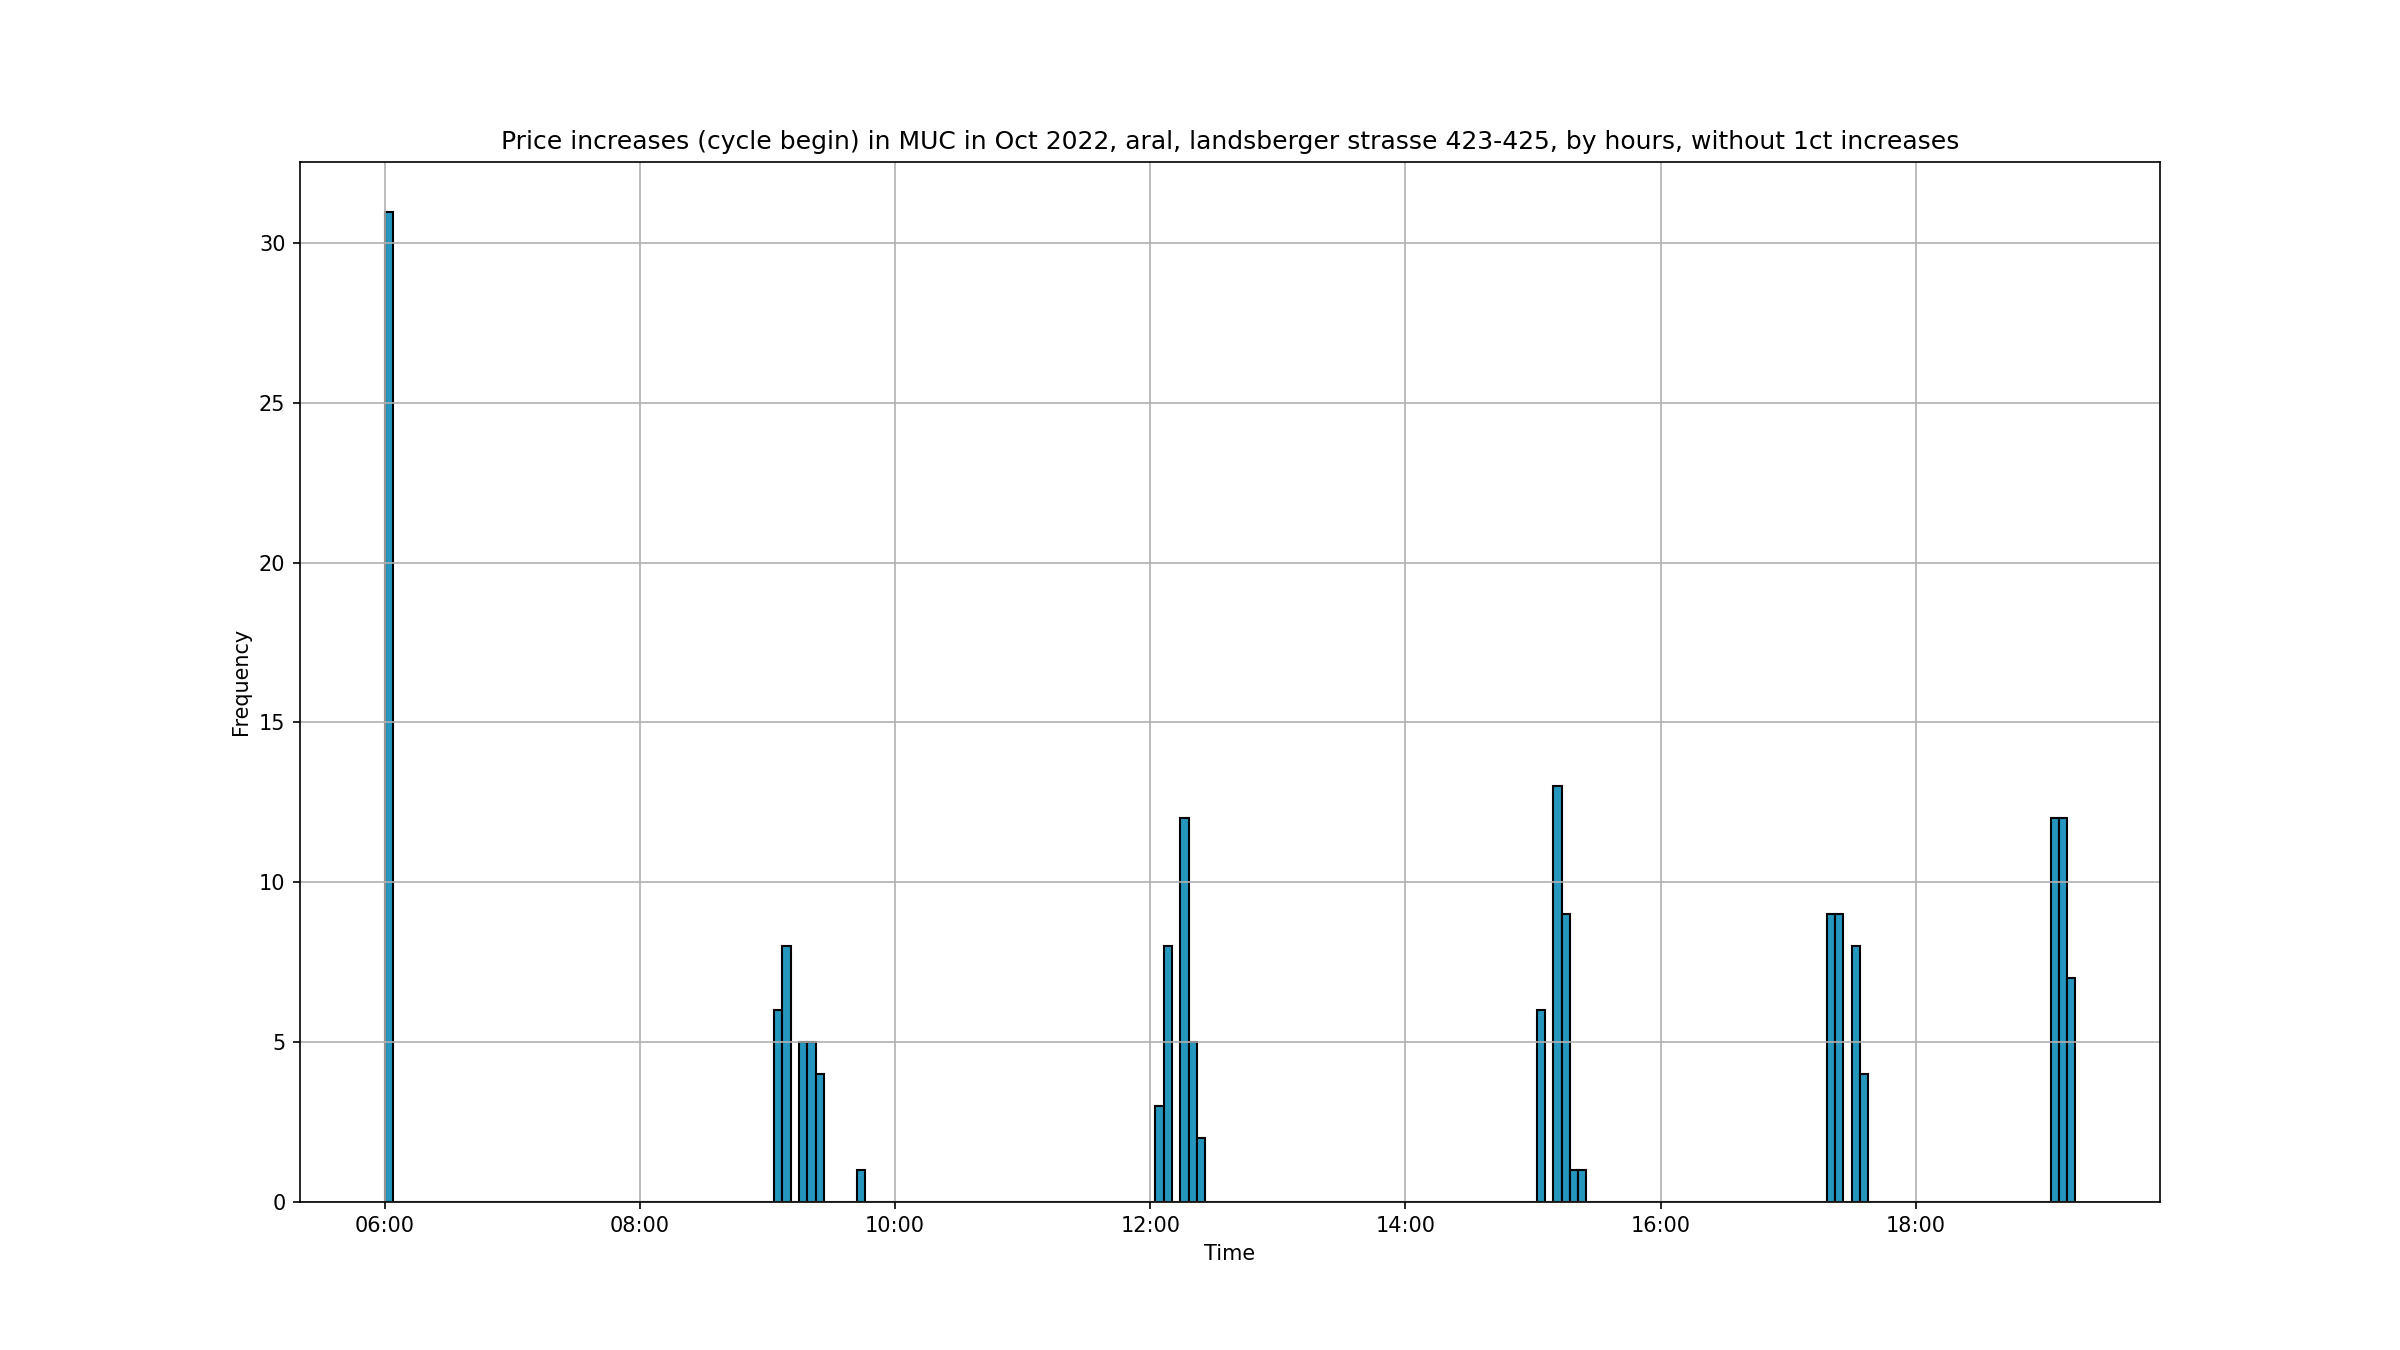 Price increases (cycle begin) in MUC in Oct 2022, aral, landsberger strasse 423-425, by hours, without 1ct increases
30
25
20
15
10
5
0
Frequency
06:00 08:00 10:00 12:00 14:00 16:00 18:00
Time